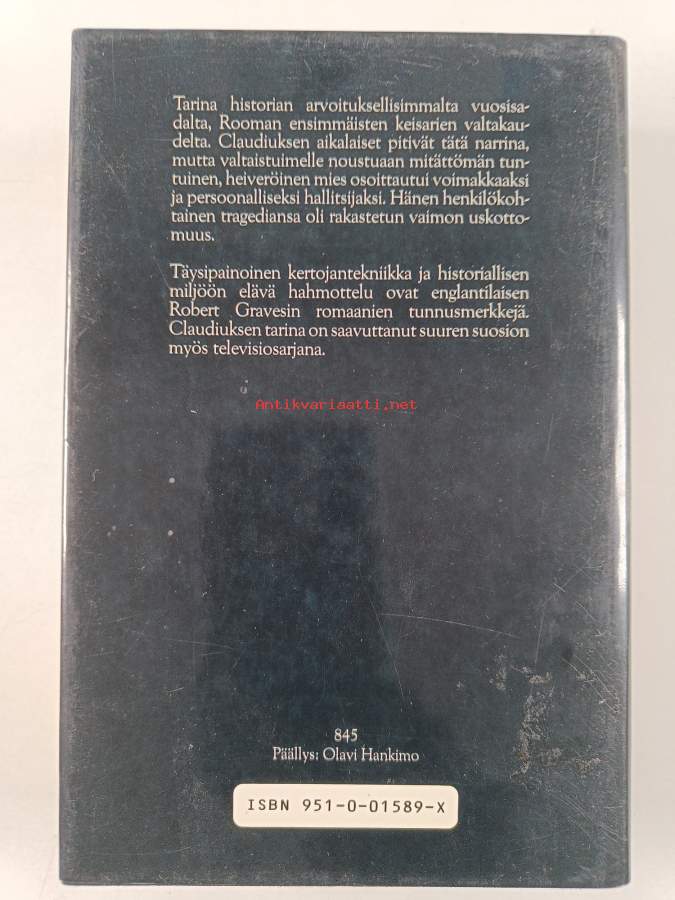 Tarina historian arvoituksellisimmalta vuosisa-
dalta, Rooman ensimmäisten keisarien valtakau-
delta. Claudiuksen aikalaiset pitivät tätä narrina,
mutta valtaistuimelle noustuaan mitättömän tun-
tuinen, heiveröinen mies osoittautui voimakkaaksi
ja persoonalliseksi hallitsijaksi. Hänen henkilökoh-
tainen tragediansa oli rakastetun vaimon uskotto-
muus.
Täysipainoinen kertojantekniikka ja historiallisen
miljöön elävä hahmottelu ovat englantilaisen
Robert Gravesin romaanien tunnusmerkkejä.
Claudiuksen tarina on saavuttanut suuren suosion
myös televisiosarjana.
Antikvariaatti.net
845
Päällys: Olavi Hankimo
ISBN 951-0-01589-X